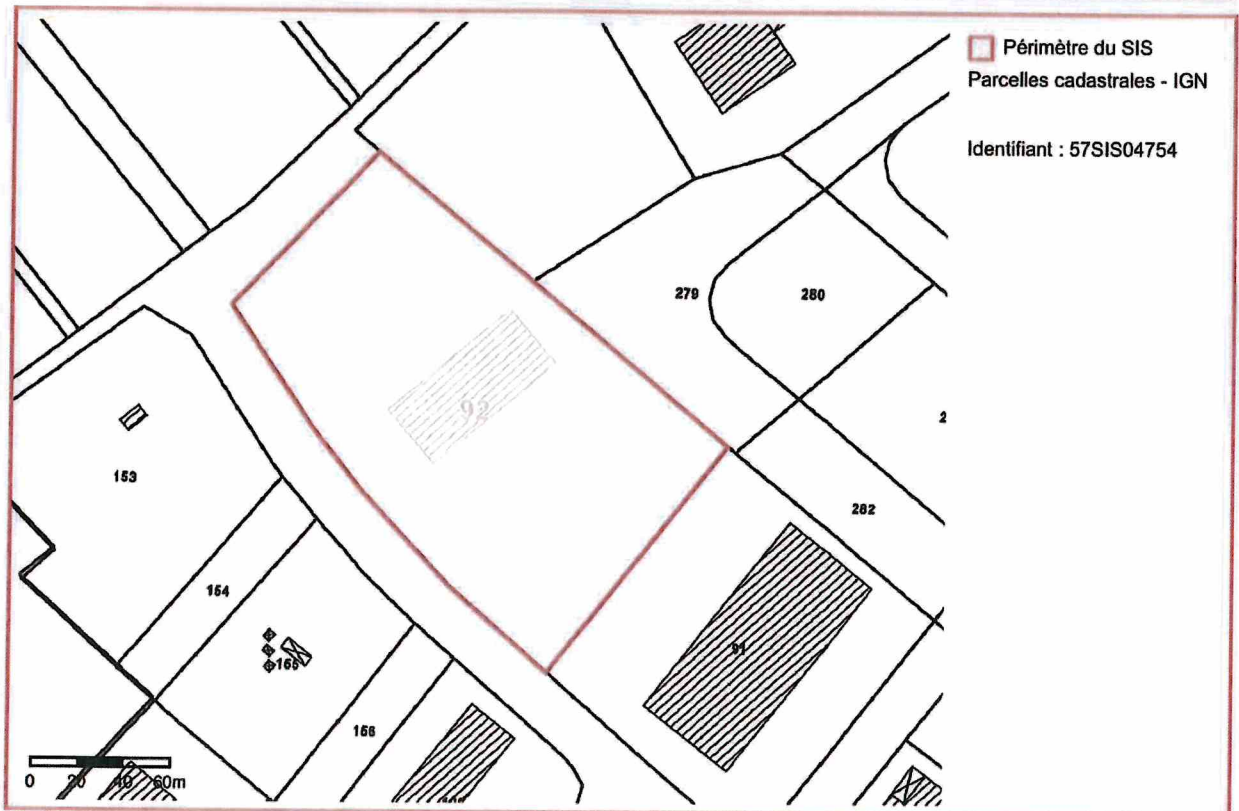 Périmètre du SIS
Parcelles cadastrales - IGN
Identifiant : 57SIS04754
279
280
92
2
153
282
154
91
156
0 20 40 60m